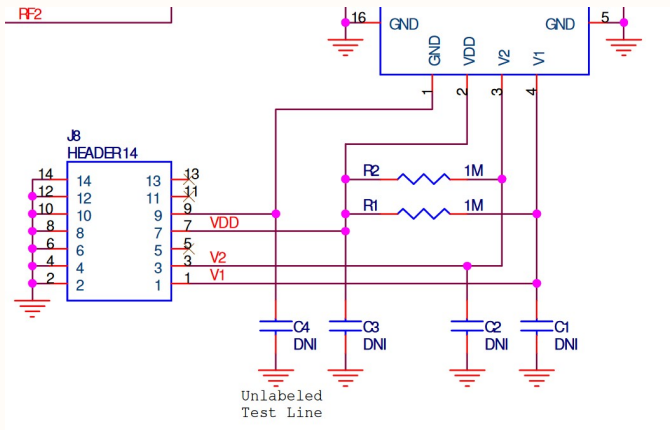 RF2
16 GND GND 5
GND VDD V2 V1
1 2 3 4
J8
HEADER14
R2 1M
R1 1M
14 14 13 13
12 12 11 11
10 10 9 9
8 8 7 7 VDD
6 6 5 5
4 4 3 3 V2
2 2 1 1 V1
C4 C3 C2 C1
DNI DNI DNI DNI
Unlabeled
Test Line